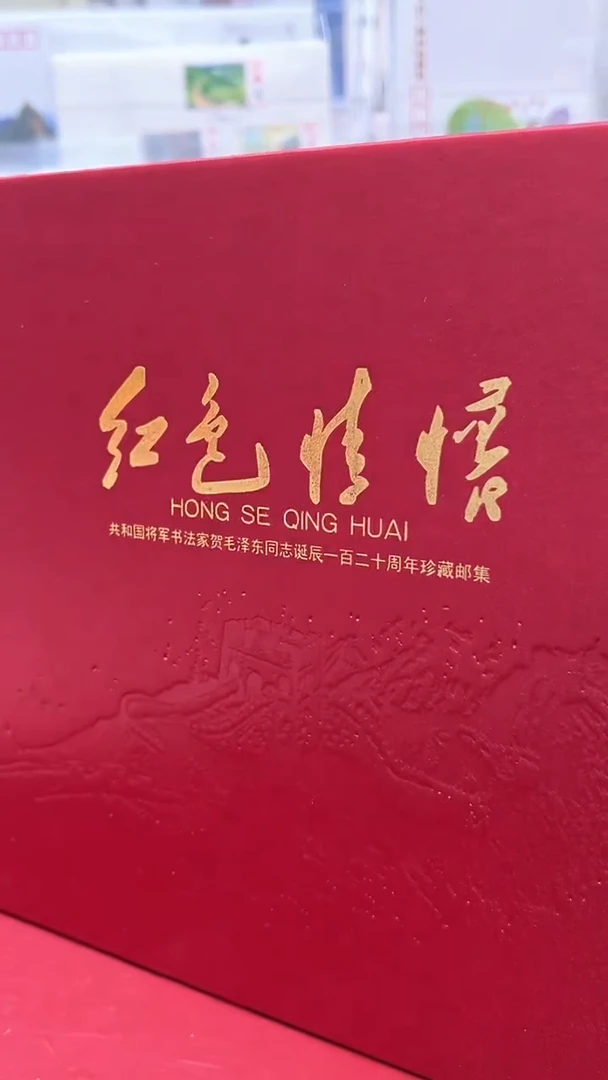 红色情怀
HONG SE QING HUAI
共和国将军书法家贺毛泽东同志诞辰一百二十周年珍藏邮集